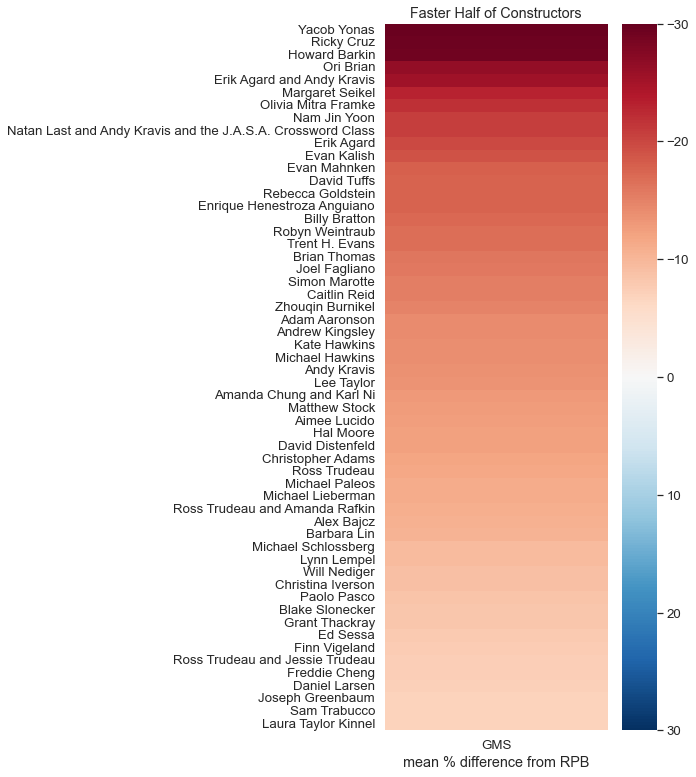 Faster Half of Constructors
Yacob Yonas
Ricky Cruz
Howard Barkin
Ori Brian
Erik Agard and Andy Kravis
Margaret Seikel
Olivia Mitra Framke
Nam Jin Yoon
Natan Last and Andy Kravis and the J.A.S.A. Crossword Class
Erik Agard
Evan Kalish
Evan Mahnken
David Tuffs
Rebecca Goldstein
Enrique Henestroza Anguiano
Billy Bratton
Robyn Weintraub
Trent H. Evans
Brian Thomas
Joel Fagliano
Simon Marotte
Caitlin Reid
Zhouqin Burnikel
Adam Aaronson
Andrew Kingsley
Kate Hawkins
Michael Hawkins
Andy Kravis
Lee Taylor
Amanda Chung and Karl Ni
Matthew Stock
Aimee Lucido
Hal Moore
David Distenfeld
Christopher Adams
Ross Trudeau
Michael Paleos
Michael Lieberman
Ross Trudeau and Amanda Rafkin
Alex Bajcz
Barbara Lin
Michael Schlossberg
Lynn Lempel
Will Nediger
Christina Iverson
Paolo Pasco
Blake Slonecker
Grant Thackray
Ed Sessa
Finn Vigeland
Ross Trudeau and Jessie Trudeau
Freddie Cheng
Daniel Larsen
Joseph Greenbaum
Sam Trabucco
Laura Taylor Kinnel
GMS
mean % difference from RPB
−30
−20
−10
0
10
20
30